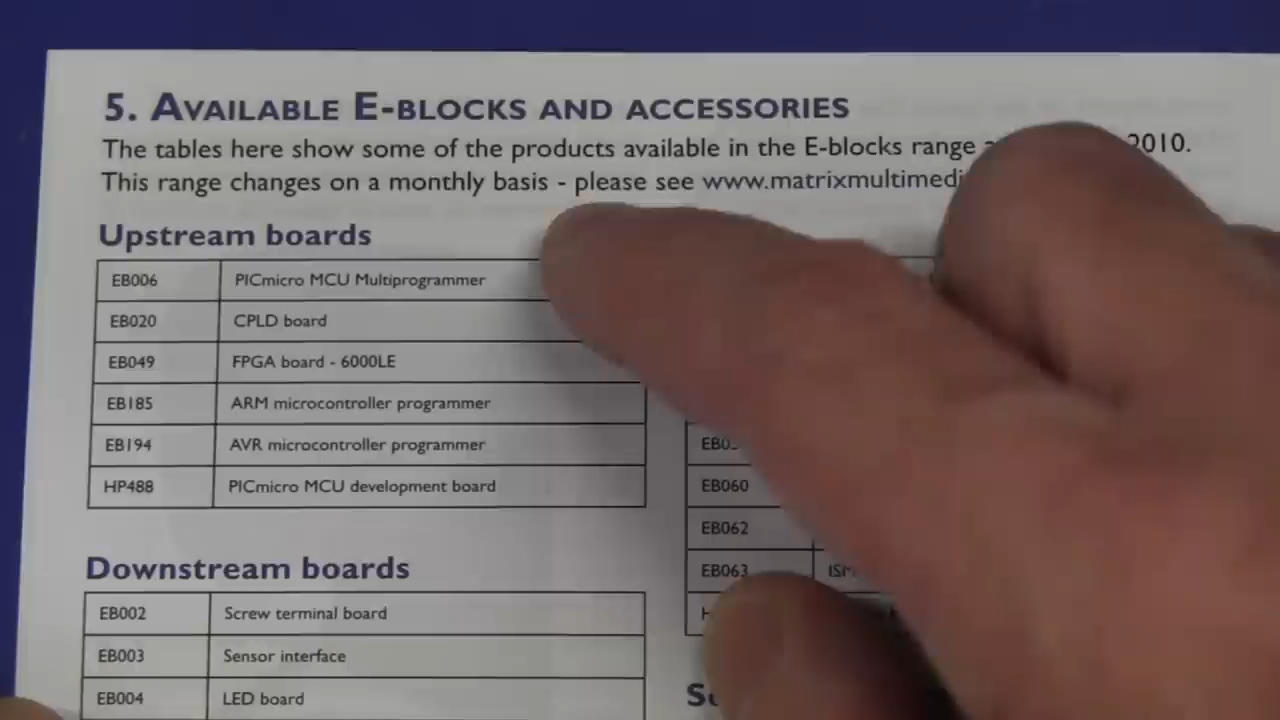 5. AVAILABLE E-BLOCKS AND ACCESSORIES
The tables here show some of the products available in the E-blocks range 2010.
This range changes on a monthly basis - please see www.matrixmultimedi
Upstream boards
EB006 PICmicro MCU Multiprogrammer
EB020 CPLD board
EB049 FPGA board - 6000LE
EB185 ARM microcontroller programmer
EB194 AVR microcontroller programmer
HP488 PICmicro MCU development board
Downstream boards
EB002 Screw terminal board
EB003 Sensor interface
EB004 LED board
EB060
EB062
EB063